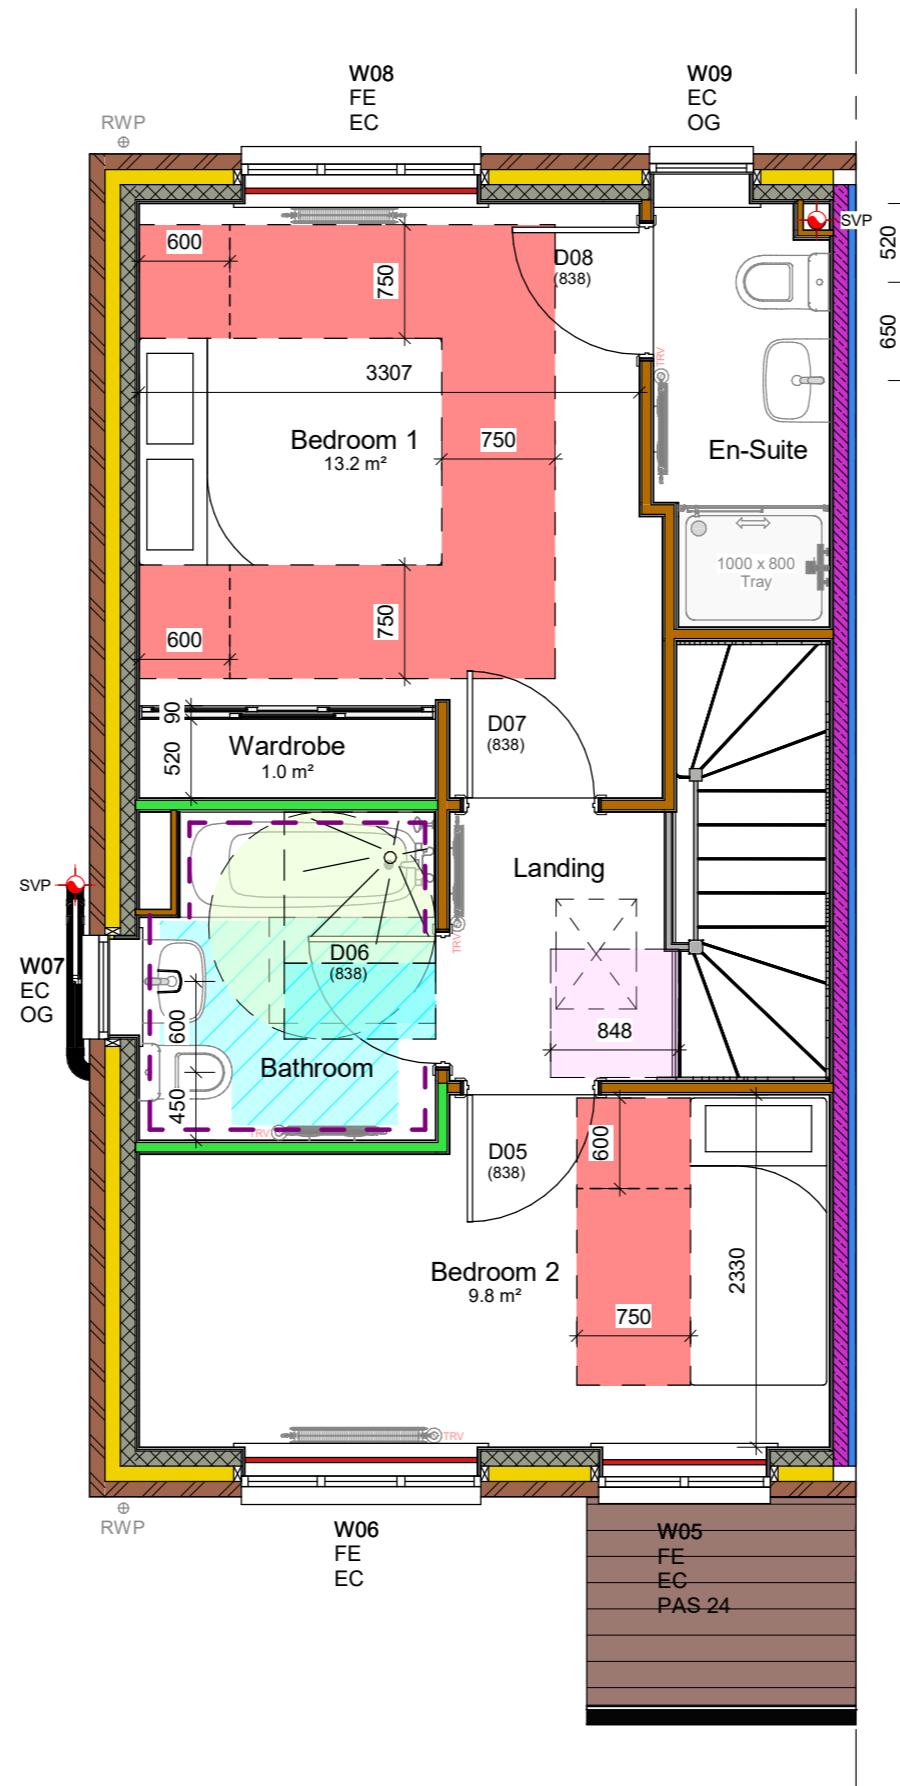 W08
FE
EC
W09
EC
OG
RWP
SVP
520
650
600
750
D08
(838)
TRV
3307
Bedroom 1
13.2 m²
750
En-Suite
1000 x 800
Tray
600
750
90
520
Wardrobe
1.0 m²
D07
(838)
Landing
SVP
W07
EC
OG
D06
(838)
TRV
600
848
Bathroom
450
TRV
D05
(838)
600
Bedroom 2
9.8 m²
2330
750
TRV
RWP
W06
FE
EC
W05
FE
EC
PAS 24